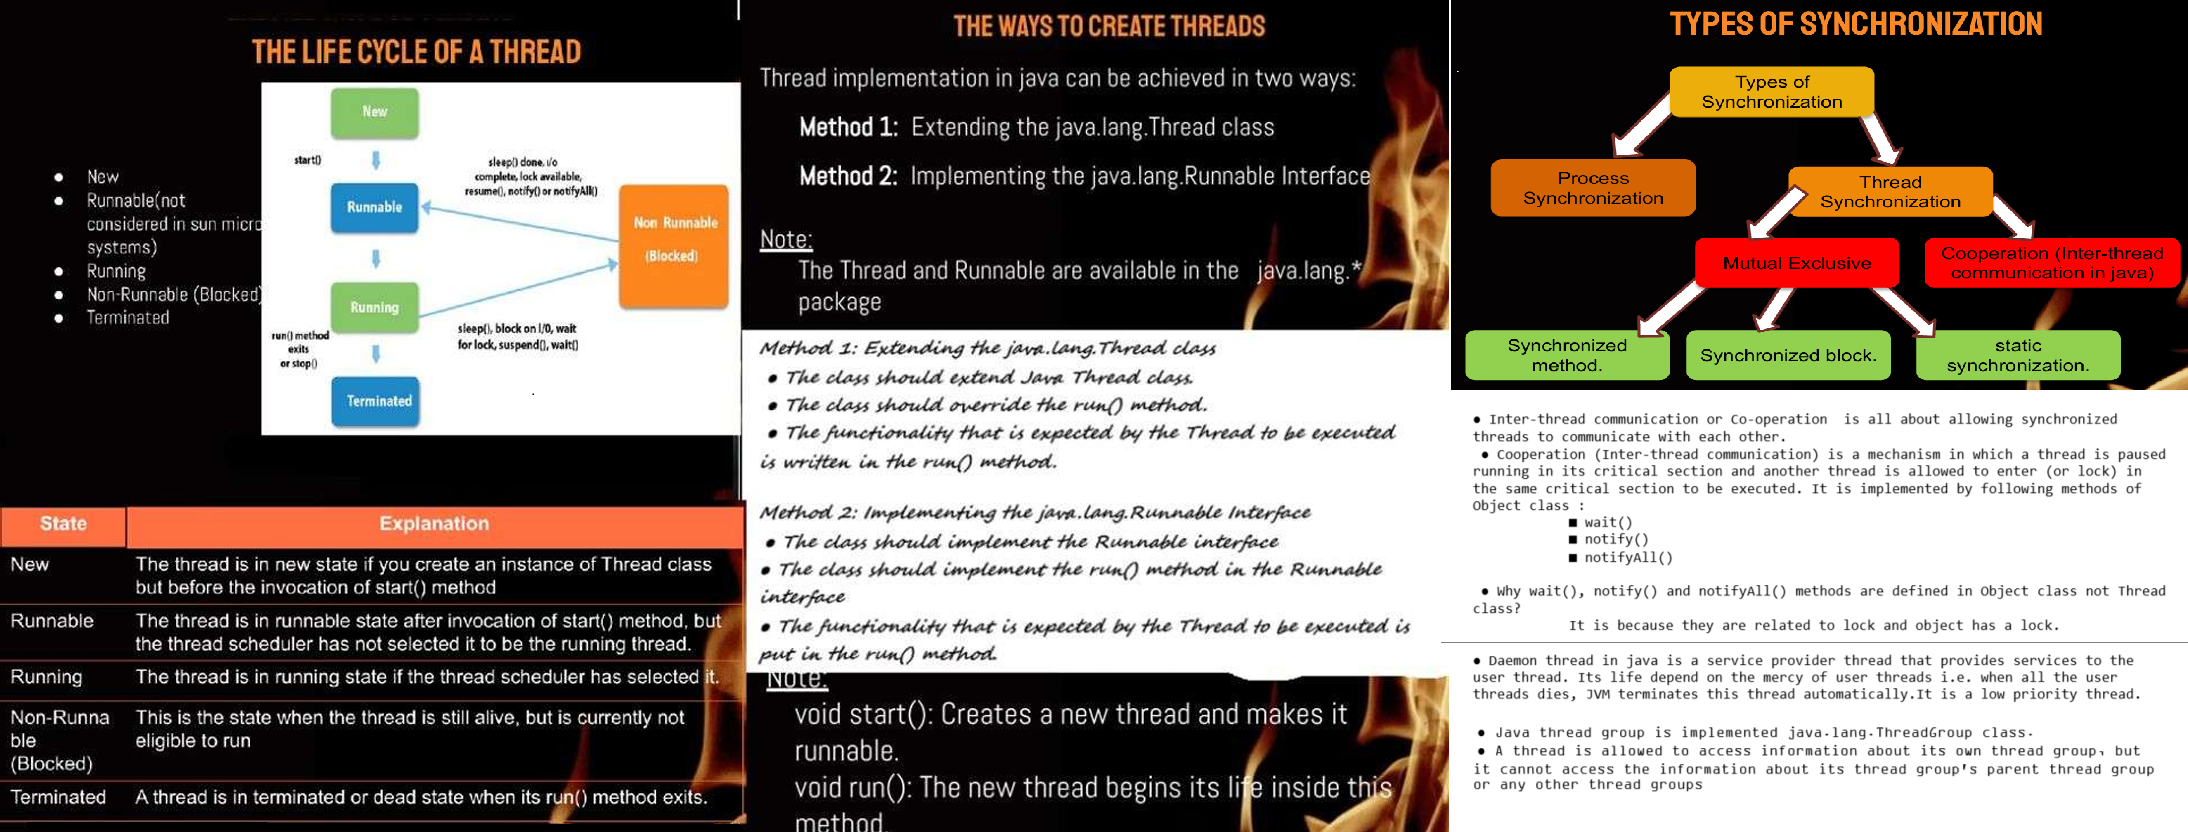 THE LIFE CYCLE OF A THREAD
● New
● Runnable(not
considered in sun micro
systems)
● Running
● Non-Runnable (Blocked)
● Terminated
New
start()
sleep() done, i/o
complete, lock available,
resume(), notify() or notifyAll()
Runnable
Non Runnable
(Blocked)
Running
run() method
exits
or stop()
sleep(), block on I/0, wait
for lock, suspend(), wait()
Terminated
State Explanation
New The thread is in new state if you create an instance of Thread class
but before the invocation of start() method
Runnable The thread is in runnable state after invocation of start() method, but
the thread scheduler has not selected it to be the running thread.
Running The thread is in running state if the thread scheduler has selected it.
Non-Runna This is the state when the thread is still alive, but is currently not
ble eligible to run
(Blocked)
Terminated A thread is in terminated or dead state when its run() method exits.
THE WAYS TO CREATE THREADS
Thread implementation in java can be achieved in two ways:
Method 1: Extending the java.lang.Thread class
Method 2: Implementing the java.lang.Runnable Interface
Note:
The Thread and Runnable are available in the java.lang.*
package
Method 1: Extending the java.lang.Thread class
● The class should extend Java Thread class.
● The class should override the run() method.
● The functionality that is expected by the Thread to be executed
is written in the run() method.
Method 2: Implementing the java.lang.Runnable Interface
● The class should implement the Runnable interface
● The class should implement the run() method in the Runnable
interface
● The functionality that is expected by the Thread to be executed is
put in the run() method.
Note:
void start(): Creates a new thread and makes it
runnable.
void run(): The new thread begins its life inside this
method.
TYPES OF SYNCHRONIZATION
Types of
Synchronization
Process
Synchronization
Thread
Synchronization
Mutual Exclusive
Cooperation (Inter-thread
communication in java)
Synchronized
method.
Synchronized block.
static
synchronization.
● Inter-thread communication or Co-operation is all about allowing synchronized
threads to communicate with each other.
● Cooperation (Inter-thread communication) is a mechanism in which a thread is paused
running in its critical section and another thread is allowed to enter (or lock) in
the same critical section to be executed. It is implemented by following methods of
Object class :
■ wait()
■ notify()
■ notifyAll()
● Why wait(), notify() and notifyAll() methods are defined in Object class not Thread
class?
It is because they are related to lock and object has a lock.
● Daemon thread in java is a service provider thread that provides services to the
user thread. Its life depend on the mercy of user threads i.e. when all the user
threads dies, JVM terminates this thread automatically.It is a low priority thread.
● Java thread group is implemented java.lang.ThreadGroup class.
● A thread is allowed to access information about its own thread group, but
it cannot access the information about its thread group's parent thread group
or any other thread groups